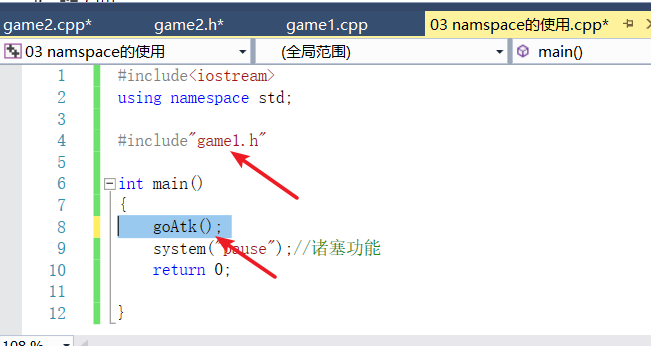 game2.cpp* game2.h* game1.cpp 03 namspace的使用.cpp*
03 namspace的使用 (全局范围) main()
1 #include<iostream>
2 using namespace std;
3
4 #include"game1.h"
5
6 int main()
7 {
8 goAtk();
9 system("pause");//诸塞功能
10 return 0;
11
12 }
108 %